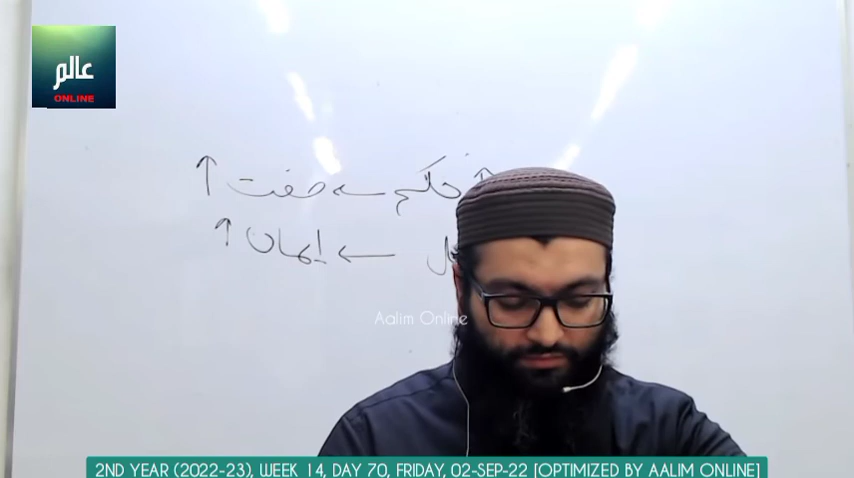 عالم
ONLINE
حکم ← صفت ↑
← إیمان ↑
Aalim Online
2ND YEAR (2022-23), WEEK 14, DAY 70, FRIDAY, 02-SEP-22 [OPTIMIZED BY AALIM ONLINE]